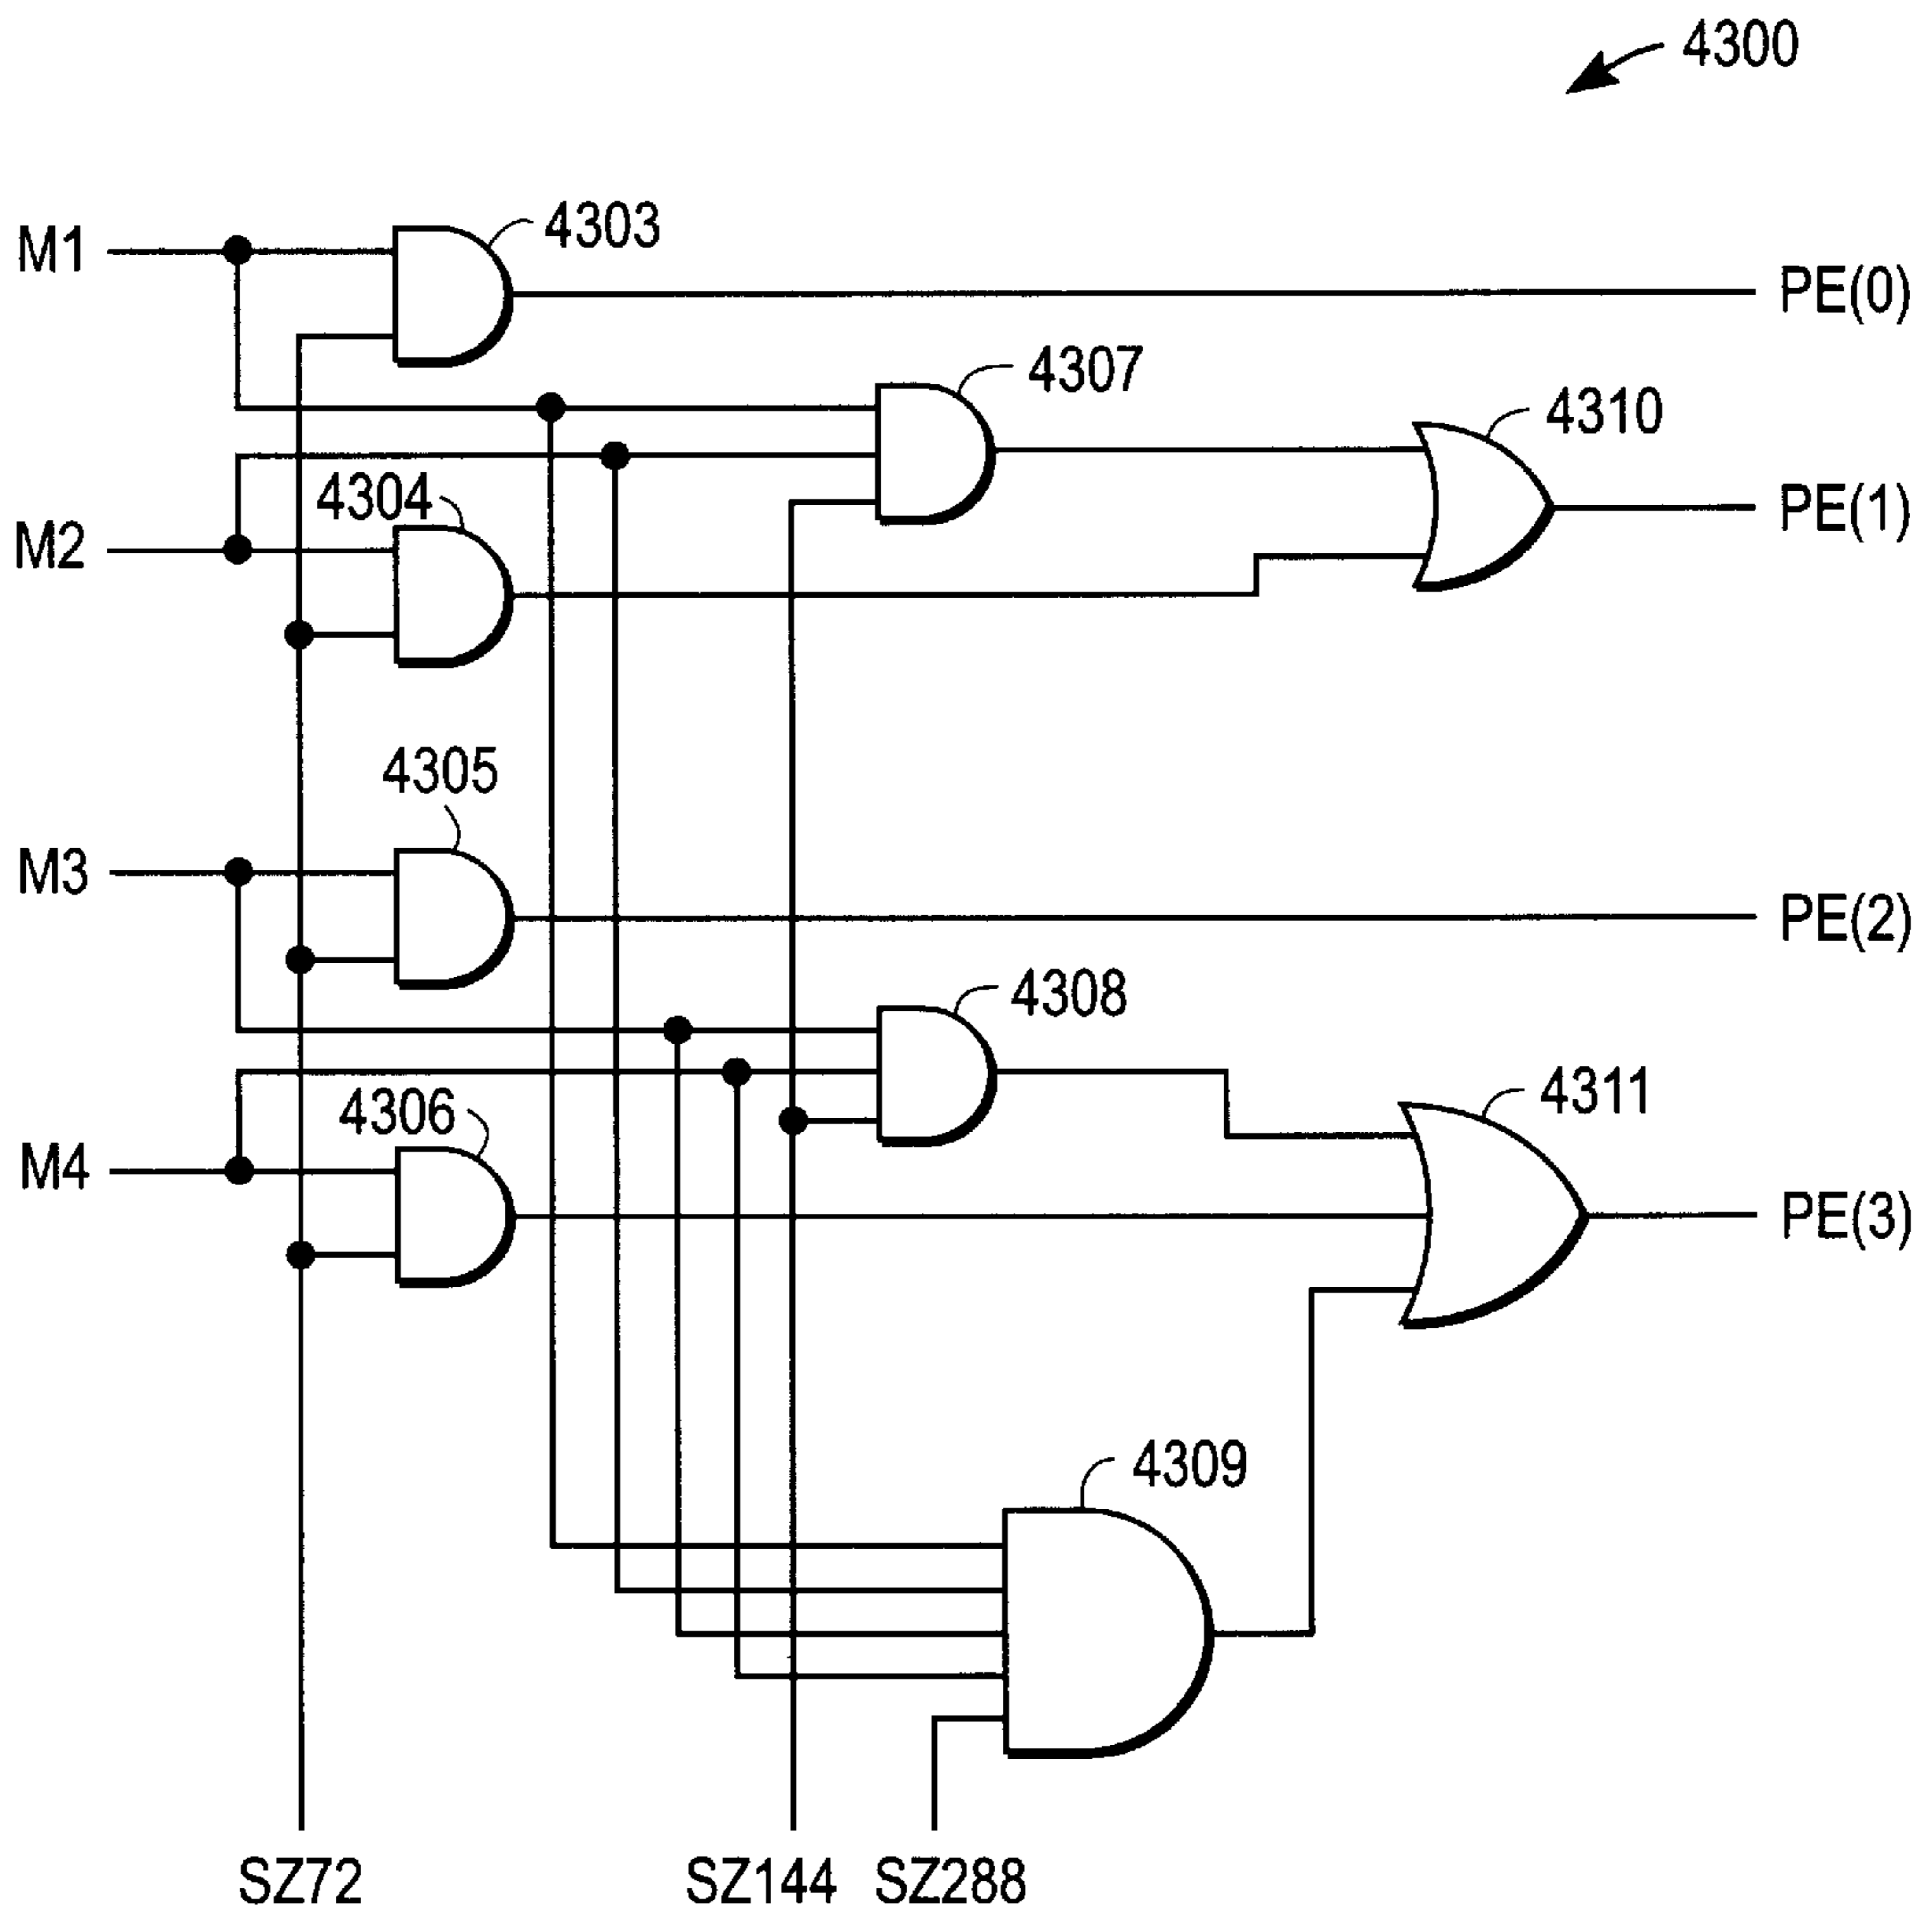 4300
M1
4303
PE(0)
4307
4310
4304
PE(1)
M2
4305
M3
PE(2)
4308
4311
4306
M4
PE(3)
4309
SZ72
SZ144
SZ288